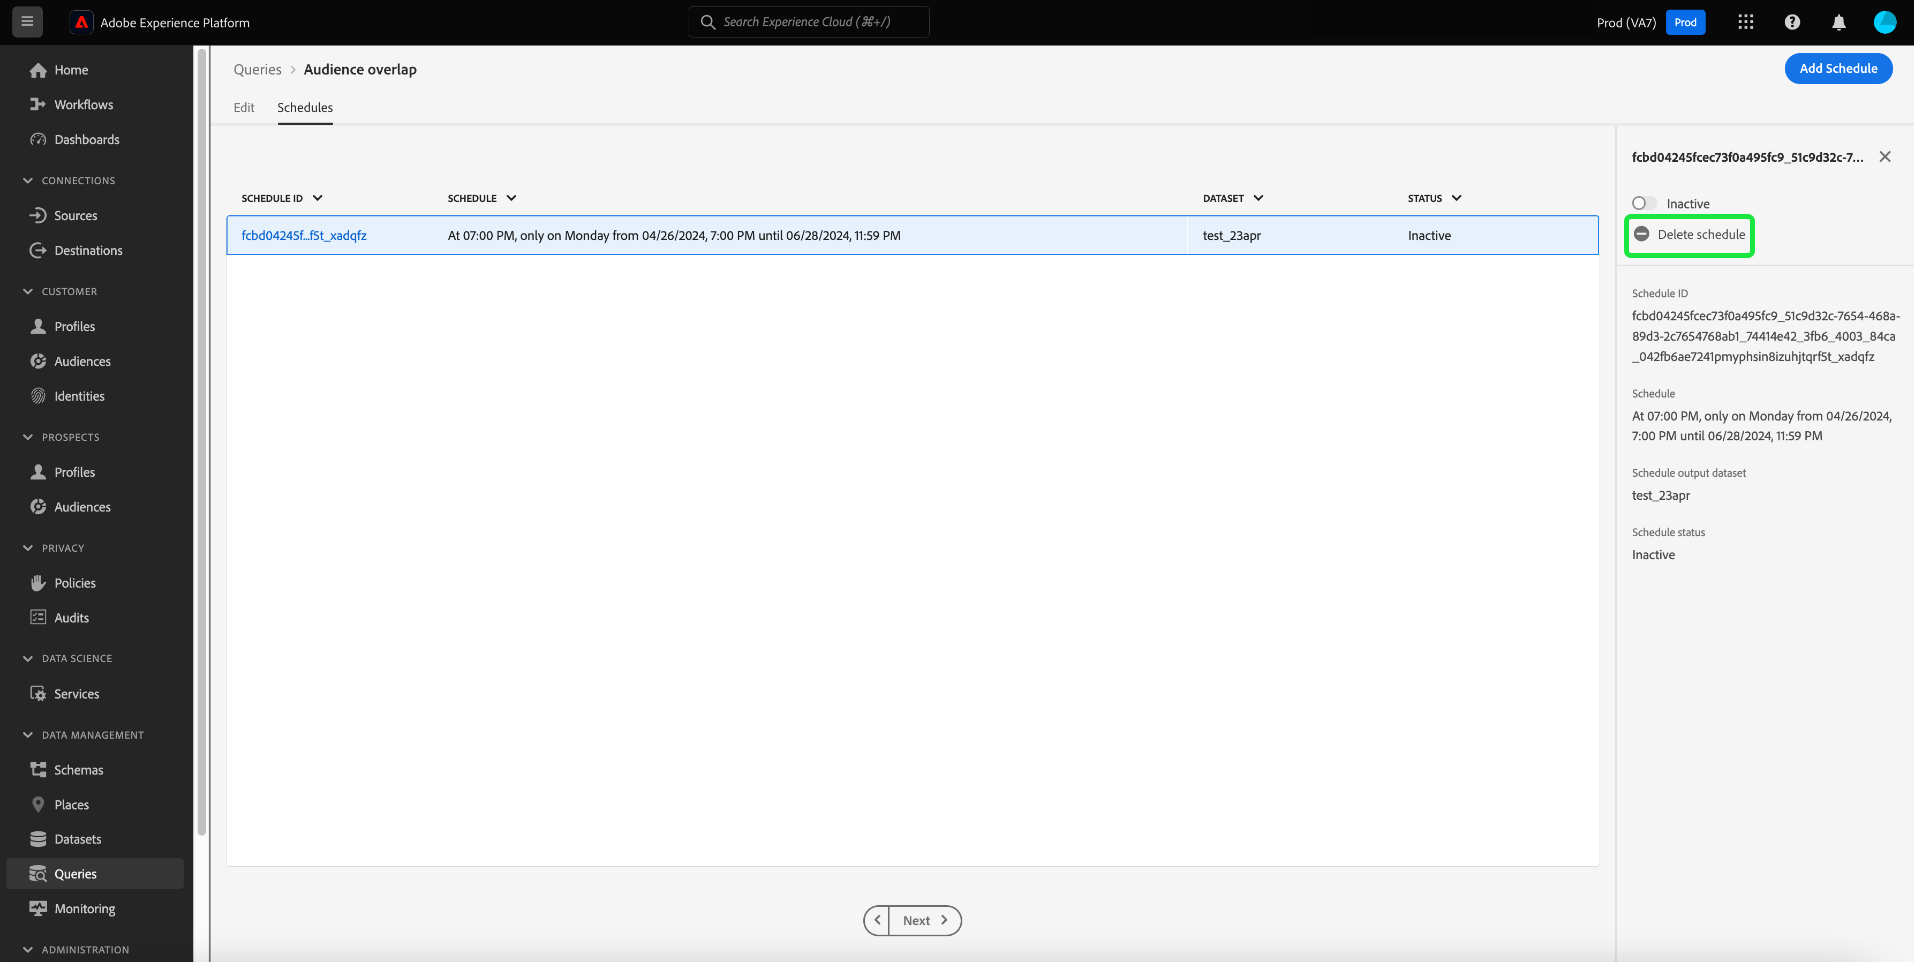 Adobe Experience Platform
Search Experience Cloud (⌘+/)
Prod (VA7)
Prod
Home
Workflows
Dashboards
CONNECTIONS
Sources
Destinations
CUSTOMER
Profiles
Audiences
Identities
PROSPECTS
Profiles
Audiences
PRIVACY
Policies
Audits
DATA SCIENCE
Services
DATA MANAGEMENT
Schemas
Places
Datasets
Queries
Monitoring
ADMINISTRATION
Queries > Audience overlap
Add Schedule
Edit Schedules
SCHEDULE ID SCHEDULE DATASET STATUS
fcbd04245f...f5t_xadqfz At 07:00 PM, only on Monday from 04/26/2024, 7:00 PM until 06/28/2024, 11:59 PM test_23apr Inactive
Next
fcbd04245fcec73f0a495fc9_51c9d32c-7...
Inactive
Delete schedule
Schedule ID
fcbd04245fcec73f0a495fc9_51c9d32c-7654-468a-
89d3-2c7654768ab1_74414e42_3fb6_4003_84ca
_042fb6ae7241pmyphsin8izuhjtqrf5t_xadqfz
Schedule
At 07:00 PM, only on Monday from 04/26/2024,
7:00 PM until 06/28/2024, 11:59 PM
Schedule output dataset
test_23apr
Schedule status
Inactive